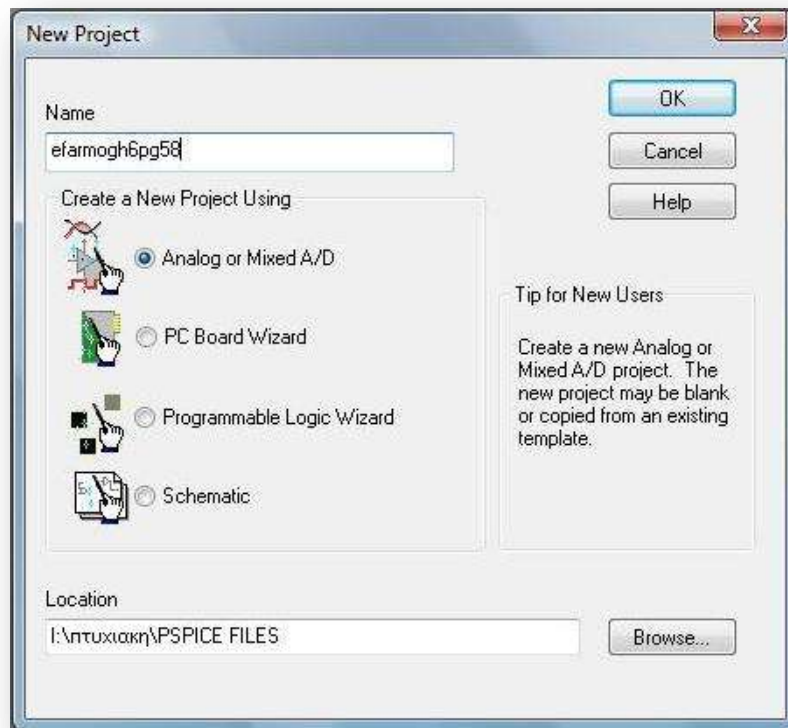 New Project
Name
efarmogh6pg58
Create a New Project Using
Analog or Mixed A/D
PC Board Wizard
Programmable Logic Wizard
Schematic
OK
Cancel
Help
Tip for New Users
Create a new Analog or
Mixed A/D project. The
new project may be blank
or copied from an existing
template.
Location
I:\πτυχιακη\PSPICE FILES
Browse...